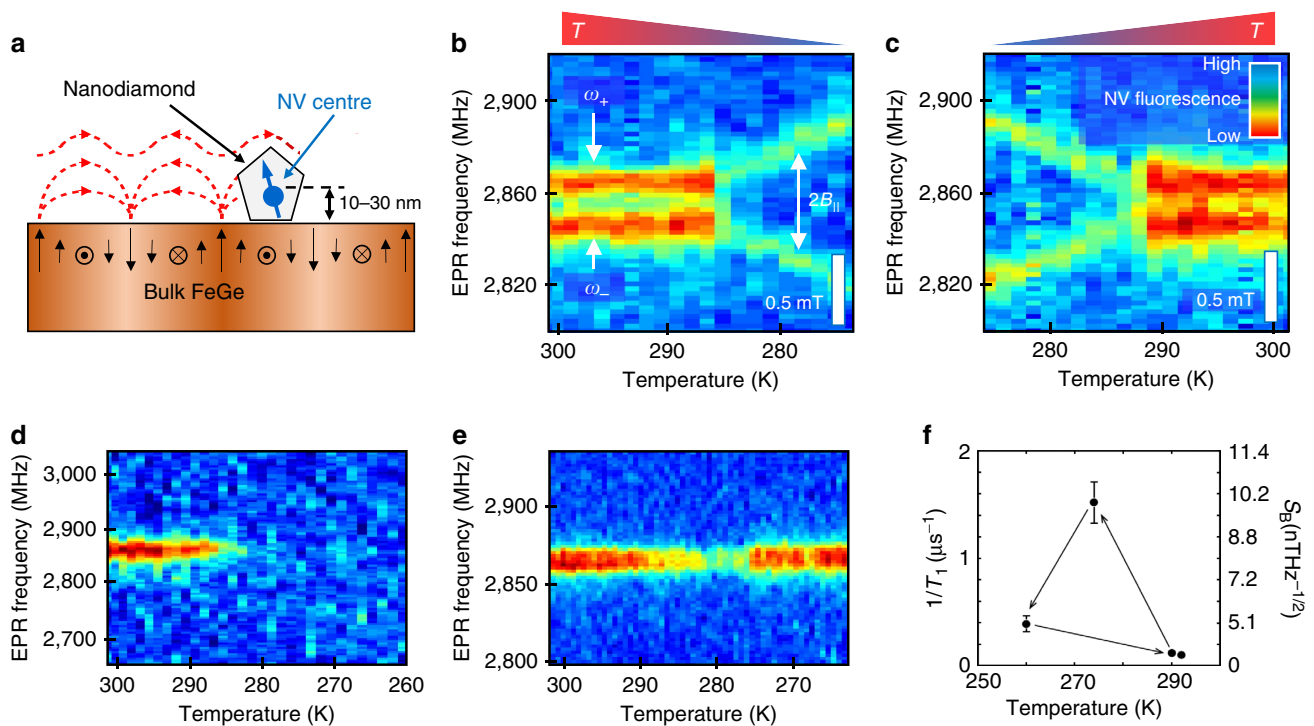 a
Nanodiamond
NV centre
10–30 nm
Bulk FeGe
b
T
EPR frequency (MHz)
2,900
2,860
2,820
ω+
ω−
2B||
0.5 mT
300
290
280
Temperature (K)
c
T
EPR frequency (MHz)
2,900
2,860
2,820
High
NV fluorescence
Low
0.5 mT
280
290
300
Temperature (K)
d
EPR frequency (MHz)
3,000
2,900
2,800
2,700
300
290
280
270
260
Temperature (K)
e
EPR frequency (MHz)
2,900
2,850
2,800
300
290
280
270
Temperature (K)
f
1/T1 (μs−1)
2
1
0
11.4
10.2
8.8
7.2
5.1
0
SB(nTHz−1/2)
250
270
290
Temperature (K)